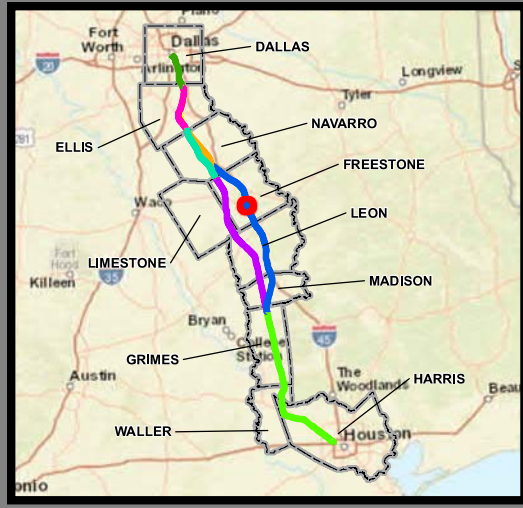 Plano
Fort
Worth
Dallas
DALLAS
Arlington
20
Longview
Tyler
NAVARRO
ELLIS
281
FREESTONE
Waco
LEON
LIMESTONE
Fort
Hood
35
Killeen
MADISON
Bryan
College
Station
45
GRIMES
Austin
The
Woodlands
HARRIS
Beau
WALLER
Houston
onio